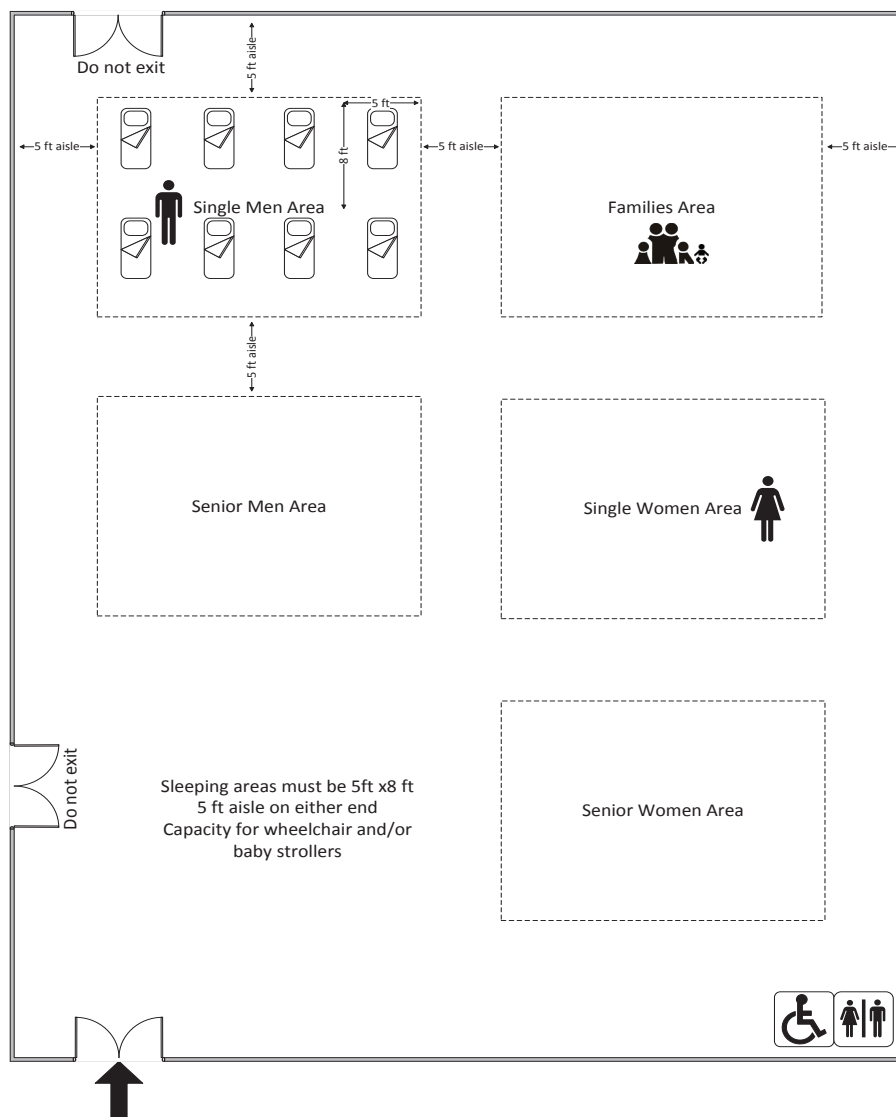 Do not exit
5 ft aisle
5 ft
5 ft aisle
5 ft aisle
5 ft aisle
8 ft
Single Men Area
Families Area
5 ft aisle
Senior Men Area
Single Women Area
Do not exit
Sleeping areas must be 5ft x8 ft
5 ft aisle on either end
Capacity for wheelchair and/or
baby strollers
Senior Women Area